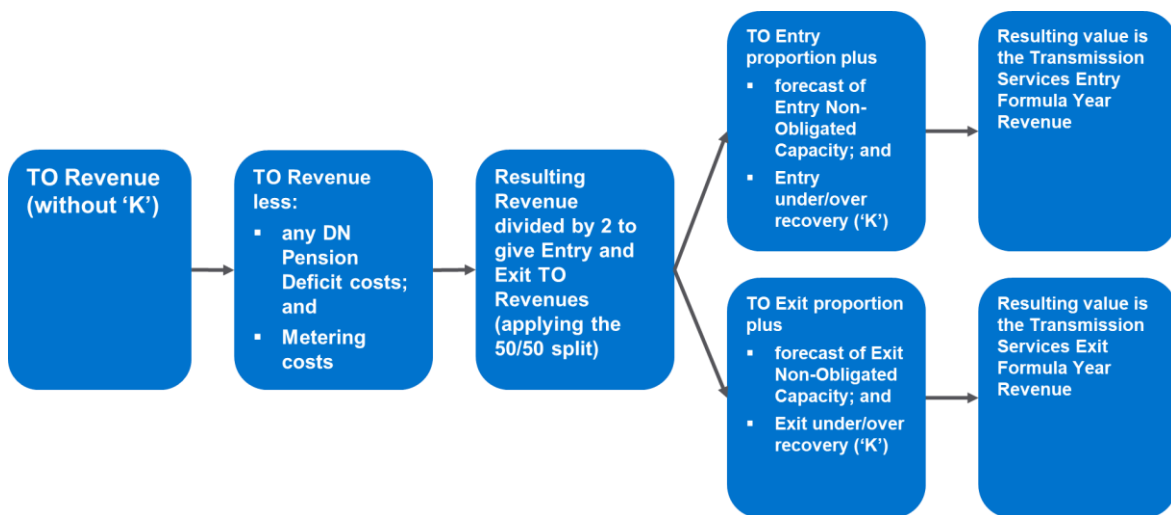 TO Revenue
(without ‘K’)
TO Revenue
less:
▪ any DN
Pension
Deficit costs;
and
▪ Metering
costs
Resulting
Revenue
divided by 2 to
give Entry and
Exit TO
Revenues
(applying the
50/50 split)
TO Entry
proportion plus
▪ forecast of
Entry Non-
Obligated
Capacity; and
▪ Entry
under/over
recovery (‘K’)
Resulting value is
the Transmission
Services Entry
Formula Year
Revenue
TO Exit proportion
plus
▪ forecast of Exit
Non-Obligated
Capacity; and
▪ Exit under/over
recovery (‘K’)
Resulting value is
the Transmission
Services Exit
Formula Year
Revenue